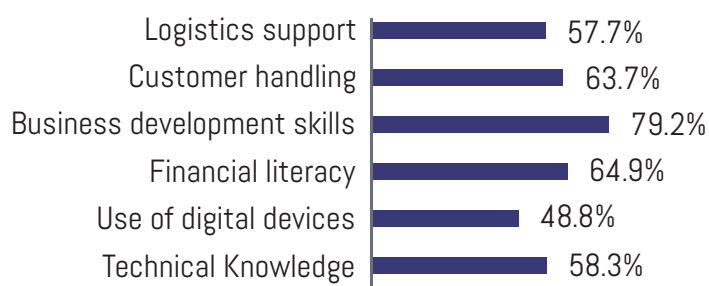 Logistics support 57.7%
Customer handling 63.7%
Business development skills 79.2%
Financial literacy 64.9%
Use of digital devices 48.8%
Technical Knowledge 58.3%